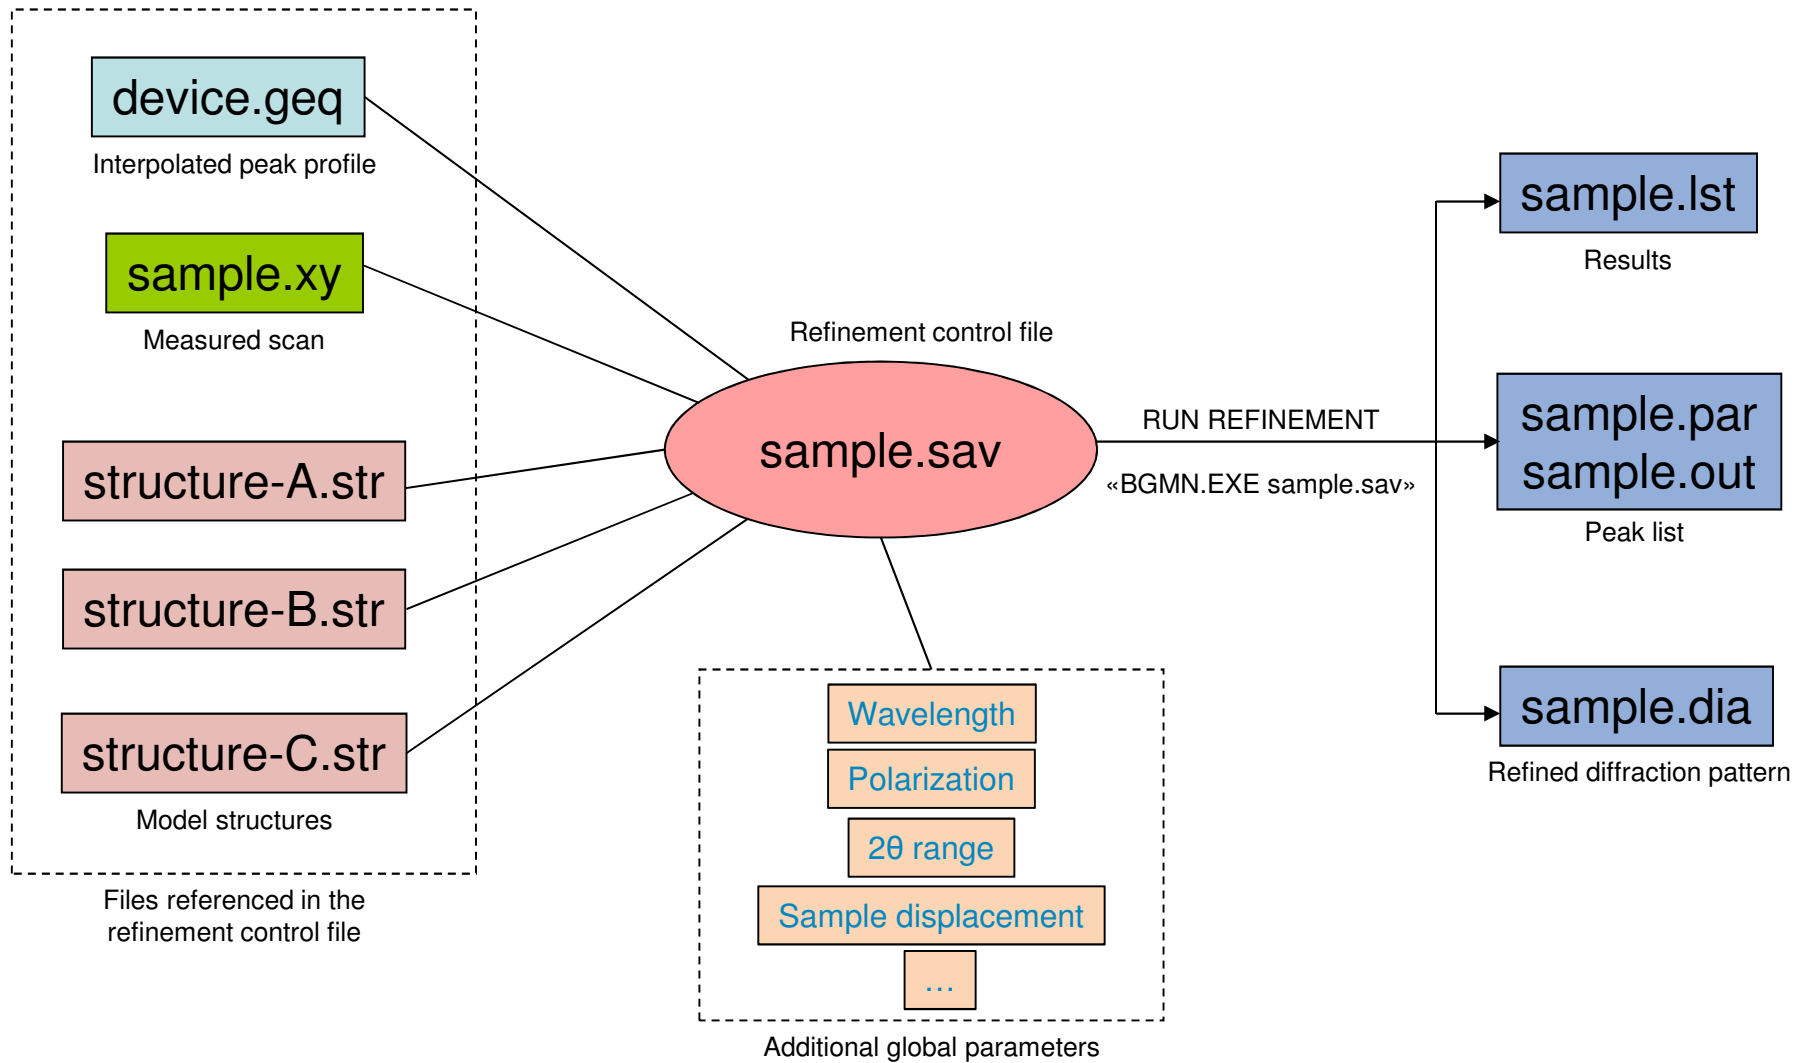 device.geq
Interpolated peak profile
sample.xy
Measured scan
structure-A.str
structure-B.str
structure-C.str
Model structures
Files referenced in the
refinement control file
Refinement control file
sample.sav
RUN REFINEMENT
«BGMN.EXE sample.sav»
Wavelength
Polarization
2θ range
Sample displacement
…
Additional global parameters
sample.lst
Results
sample.par
sample.out
Peak list
sample.dia
Refined diffraction pattern